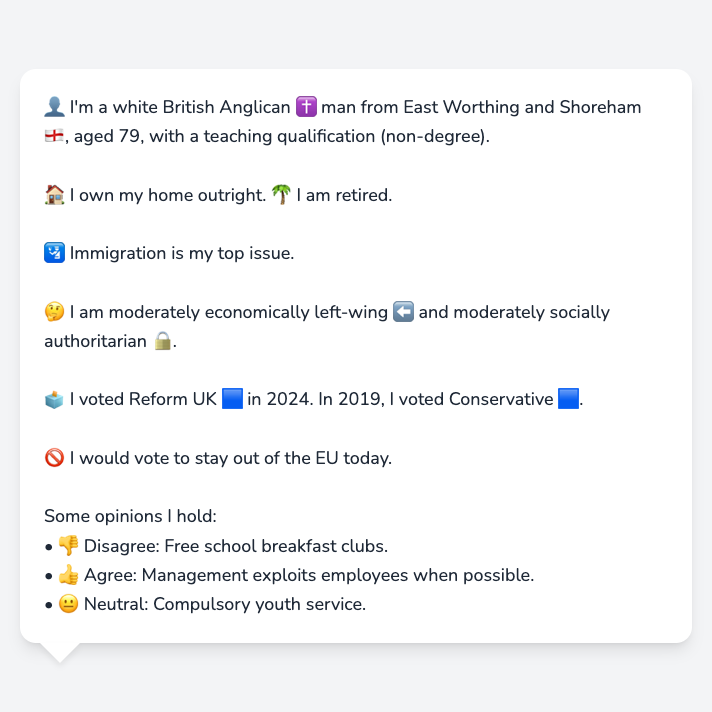 👤 I'm a white British Anglican ✝️ man from East Worthing and Shoreham
🏴󠁧󠁢󠁥󠁮󠁧󠁿, aged 79, with a teaching qualification (non-degree).
🏠 I own my home outright. 🌴 I am retired.
🛂 Immigration is my top issue.
🤔 I am moderately economically left-wing ⬅️ and moderately socially
authoritarian 🔒.
🗳️ I voted Reform UK 🟦 in 2024. In 2019, I voted Conservative 🟦.
🚫 I would vote to stay out of the EU today.
Some opinions I hold:
• 👎 Disagree: Free school breakfast clubs.
• 👍 Agree: Management exploits employees when possible.
• 😐 Neutral: Compulsory youth service.